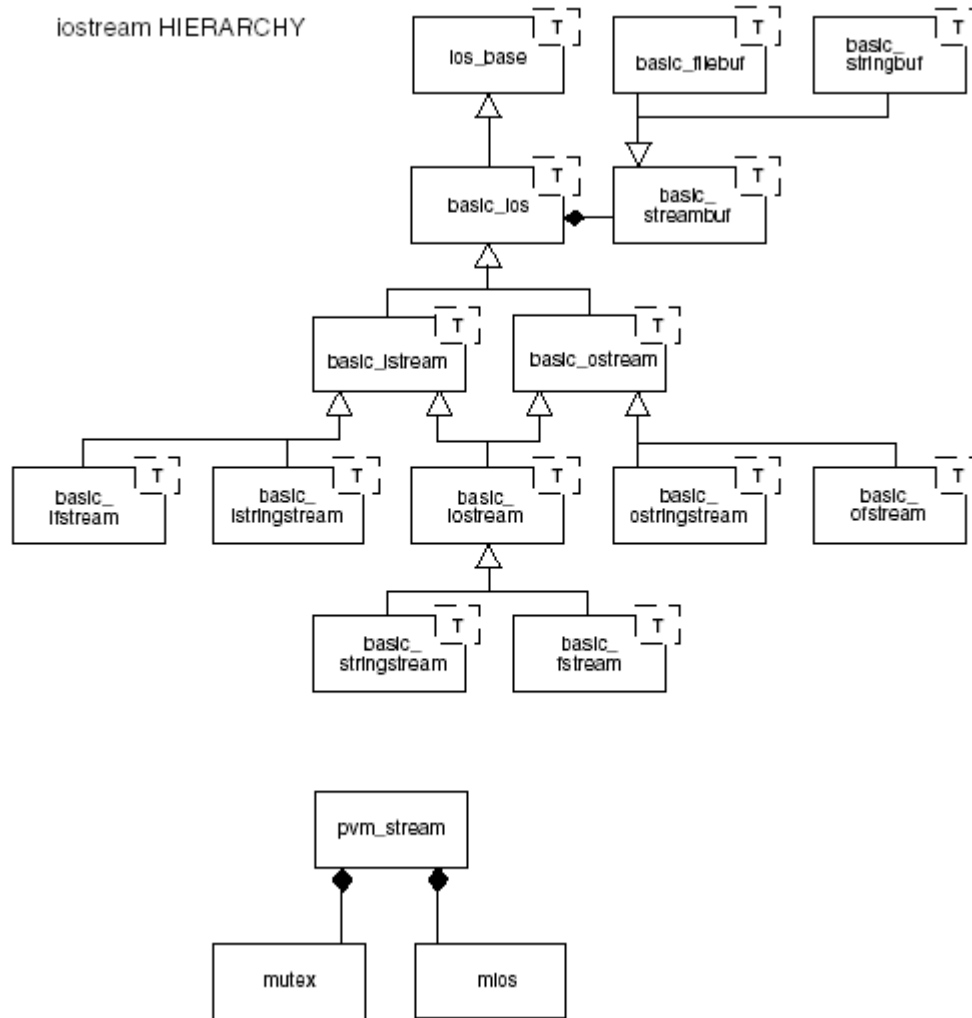 iostream HIERARCHY
T
ios_base
T
basic_filebuf
T
basic_
stringbuf
T
basic_ios
T
basic_
streambuf
T
basic_istream
T
basic_ostream
T
basic_
ifstream
T
basic_
istringstream
T
basic_
iostream
T
basic_
ostringstream
T
basic_
ofstream
T
basic_
stringstream
T
basic_
fstream
pvm_stream
mutex
mios